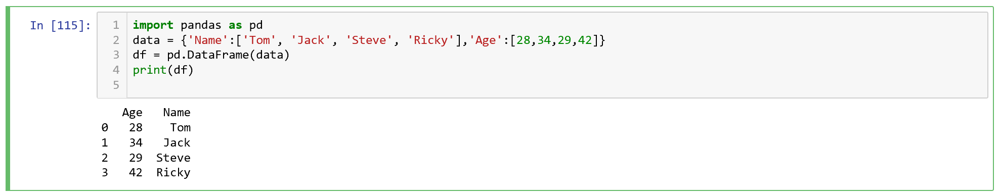 In [115]:
1 import pandas as pd
2 data = {'Name':['Tom', 'Jack', 'Steve', 'Ricky'],'Age':[28,34,29,42]}
3 df = pd.DataFrame(data)
4 print(df)
5
   Age   Name
0   28    Tom
1   34   Jack
2   29  Steve
3   42  Ricky